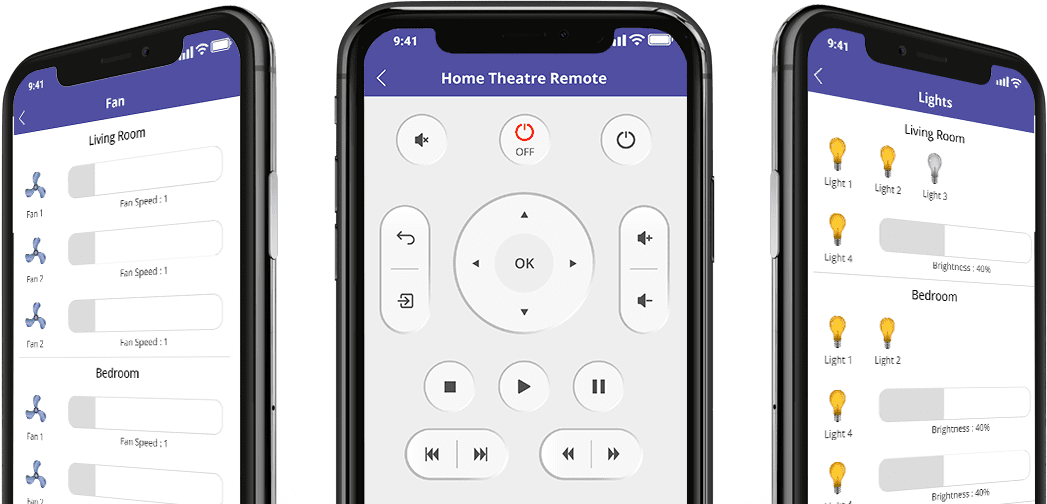 9:41
Fan
Living Room
Fan 1
Fan Speed : 1
Fan 2
Fan Speed : 1
Fan 2
Fan Speed : 1
Bedroom
Fan 1
Fan Speed : 1
Fan 2
9:41
Home Theatre Remote
OFF
OK
9:41
Lights
Living Room
Light 1
Light 2
Light 3
Light 4
Brightness : 40%
Bedroom
Light 1
Light 2
Light 4
Brightness : 40%
Light 4
Brightness : 40%